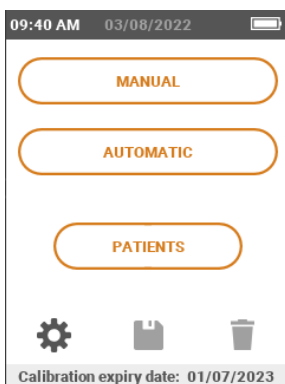 09:40 AM 03/08/2022
MANUAL
AUTOMATIC
PATIENTS
Calibration expiry date: 01/07/2023